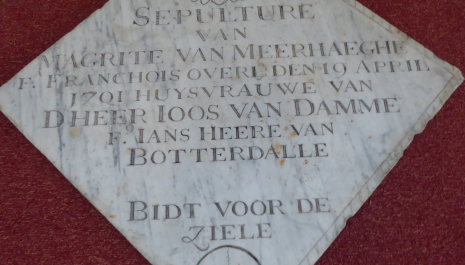 SEPULTURE
VAN
MAGRITE VAN MEERHAEGHE
F. FRANCHOIS OVERL. DEN 19 APRIL
1701 HUYSVRAUWE VAN
DHEER IOOS VAN DAMME
F. IANS HEERE VAN
BOTTERDALLE
BIDT VOOR DE
ZIELE